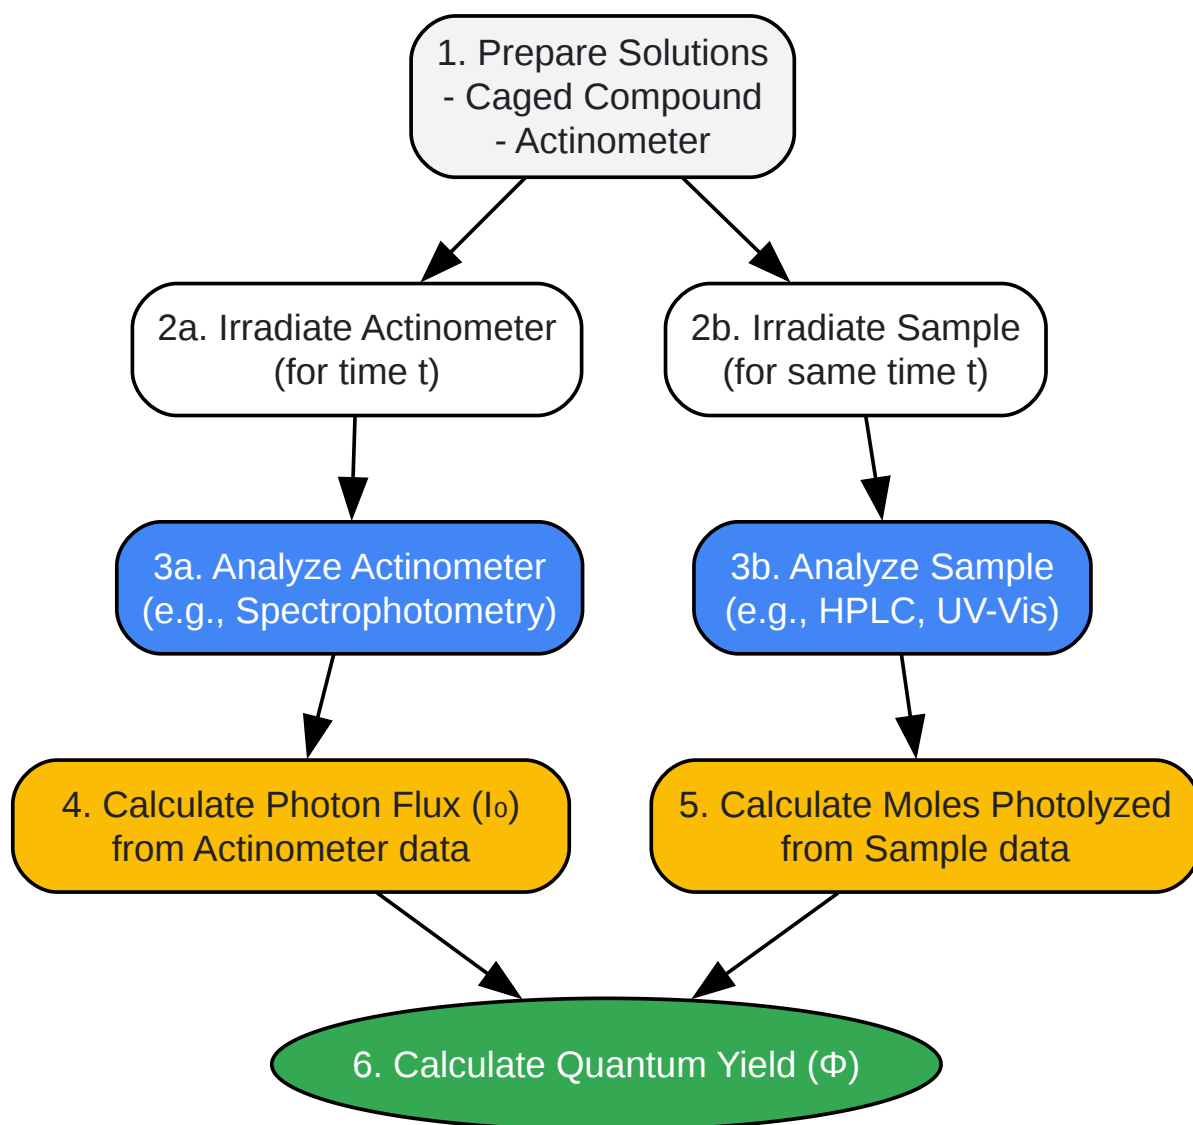 1. Prepare Solutions
- Caged Compound
- Actinometer
2a. Irradiate Actinometer
(for time t)
2b. Irradiate Sample
(for same time t)
3a. Analyze Actinometer
(e.g., Spectrophotometry)
3b. Analyze Sample
(e.g., HPLC, UV-Vis)
4. Calculate Photon Flux (I₀)
from Actinometer data
5. Calculate Moles Photolyzed
from Sample data
6. Calculate Quantum Yield (Φ)